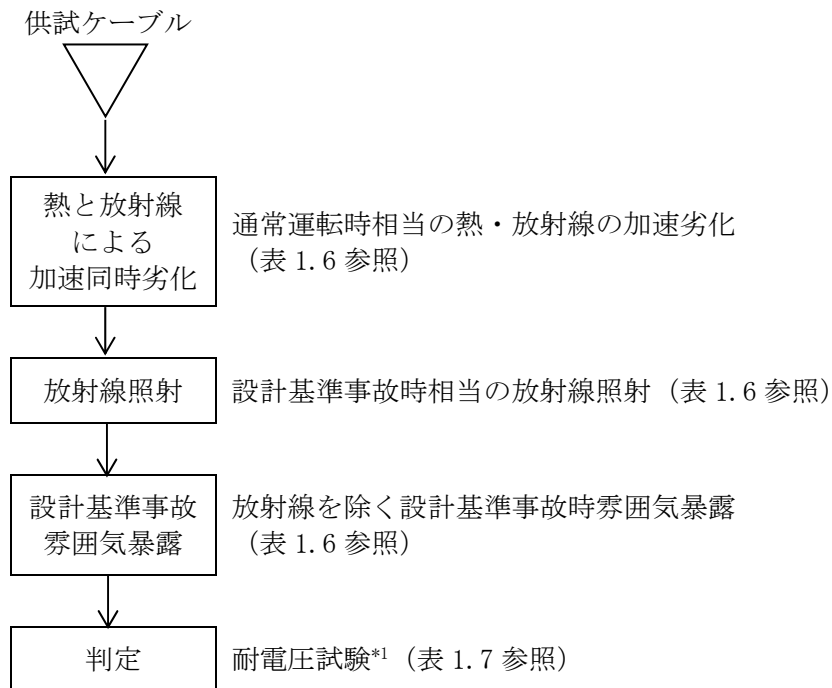 供試ケーブル
熱と放射線
による
加速同時劣化
通常運転時相当の熱・放射線の加速劣化
（表 1.6 参照）
放射線照射
設計基準事故時相当の放射線照射（表 1.6 参照）
設計基準事故
雰囲気暴露
放射線を除く設計基準事故時雰囲気暴露
（表 1.6 参照）
判定
耐電圧試験*1（表 1.7 参照）